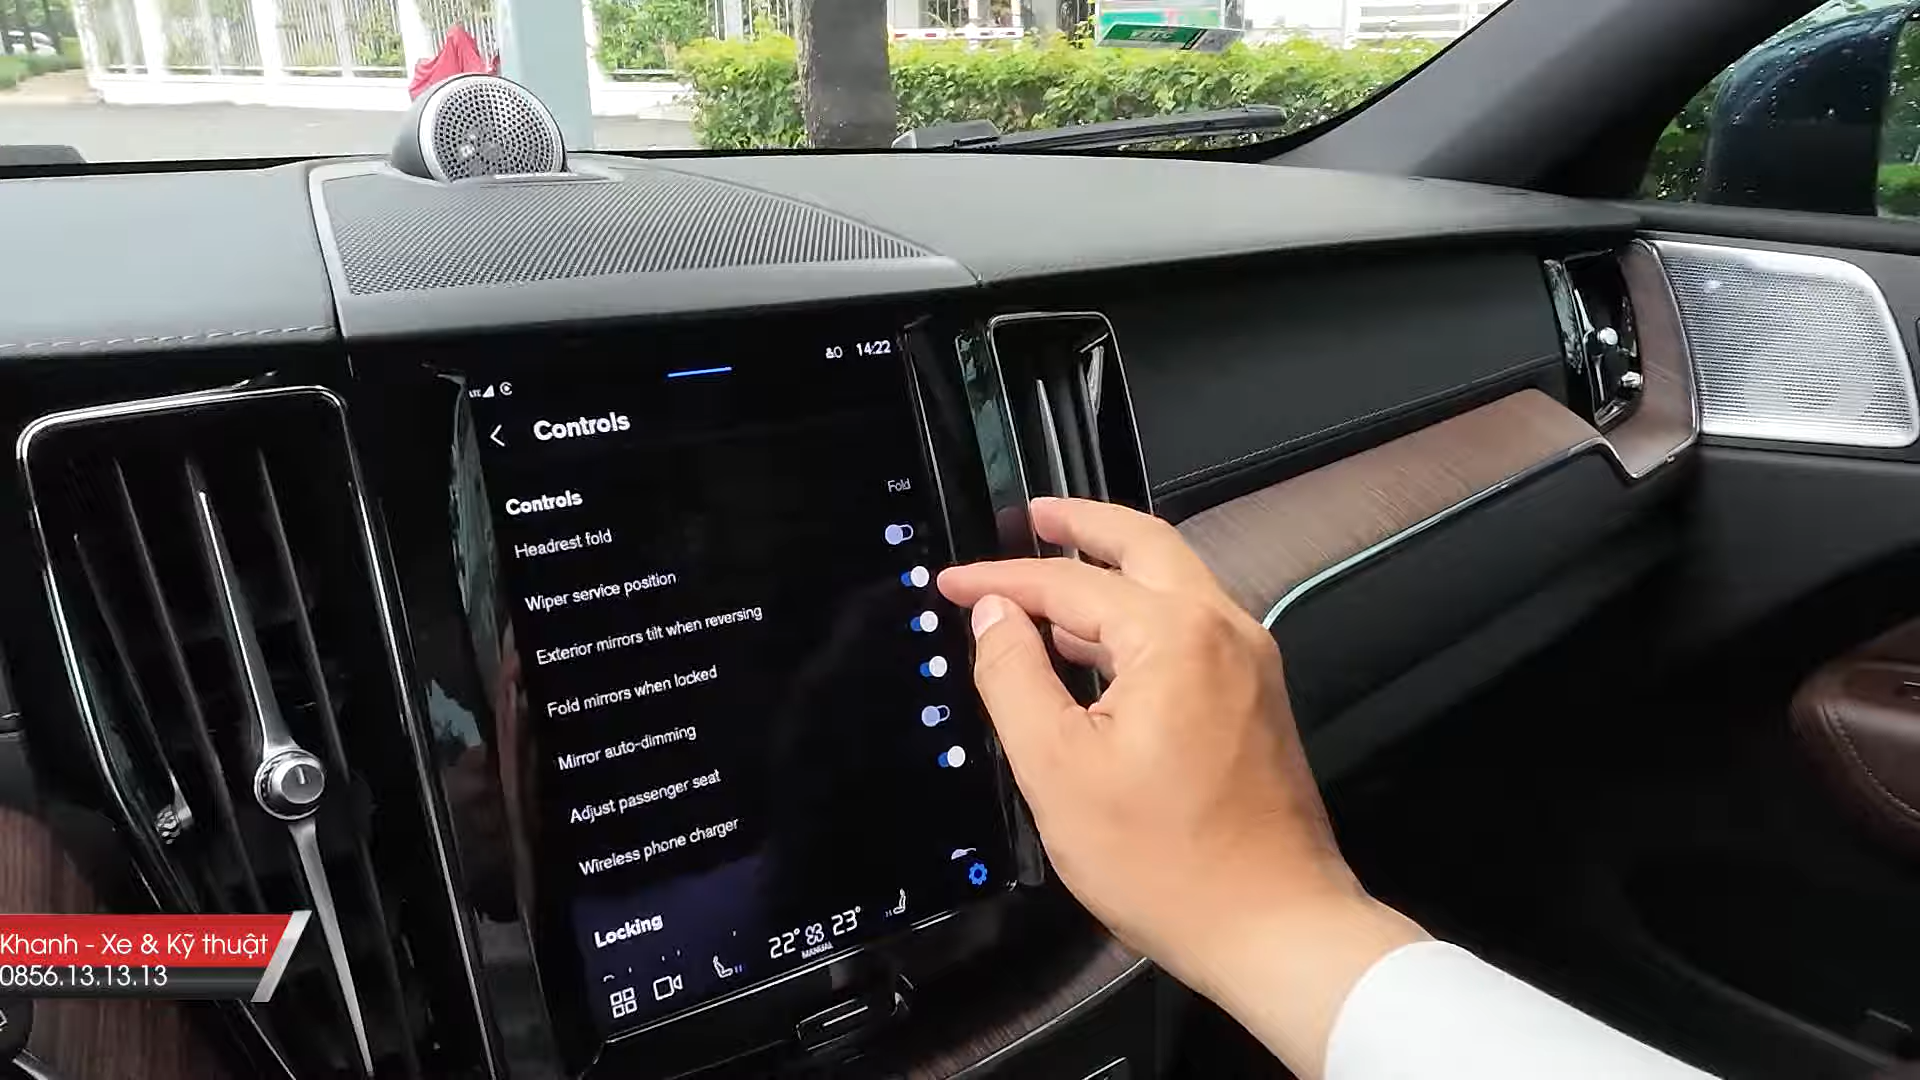 LTE
14:22
Controls
Controls
Fold
Headrest fold
Wiper service position
Exterior mirrors tilt when reversing
Fold mirrors when locked
Mirror auto-dimming
Adjust passenger seat
Wireless phone charger
Locking
22° 23°
MANUAL
Khanh - Xe & Kỹ thuật
0856.13.13.13